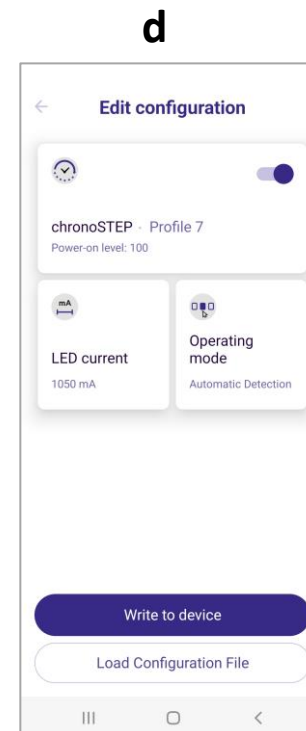 d
Edit configuration
chronoSTEP · Profile 7
Power-on level: 100
mA
LED current
1050 mA
Operating
mode
Automatic Detection
Write to device
Load Configuration File